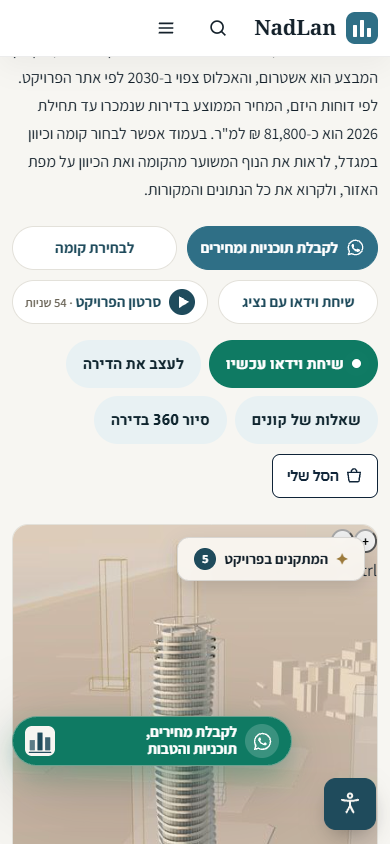 NadLan
המבצע הוא אשטרום, והאכלוס צפוי ב-2030 לפי אתר הפרויקט.
לפי דוחות היזם, המחיר הממוצע בדירות שנמכרו עד תחילת
2026 הוא כ-81,800 ₪ למ"ר. בעמוד אפשר לבחור קומה וכיוון
במגדל, לראות את הנוף המשוער מהקומה ואת הכיוון על מפת
האזור, ולקרוא את כל הנתונים והמקורות.
לקבלת תוכניות ומחירים
לבחירת קומה
שיחת וידאו עם נציג
סרטון הפרויקט · 54 שניות
שיחת וידאו עכשיו
לעצב את הדירה
שאלות של קונים
סיור 360 בדירה
הסל שלי
+
המתקנים בפרויקט 5
לקבלת מחירים,
תוכניות והטבות